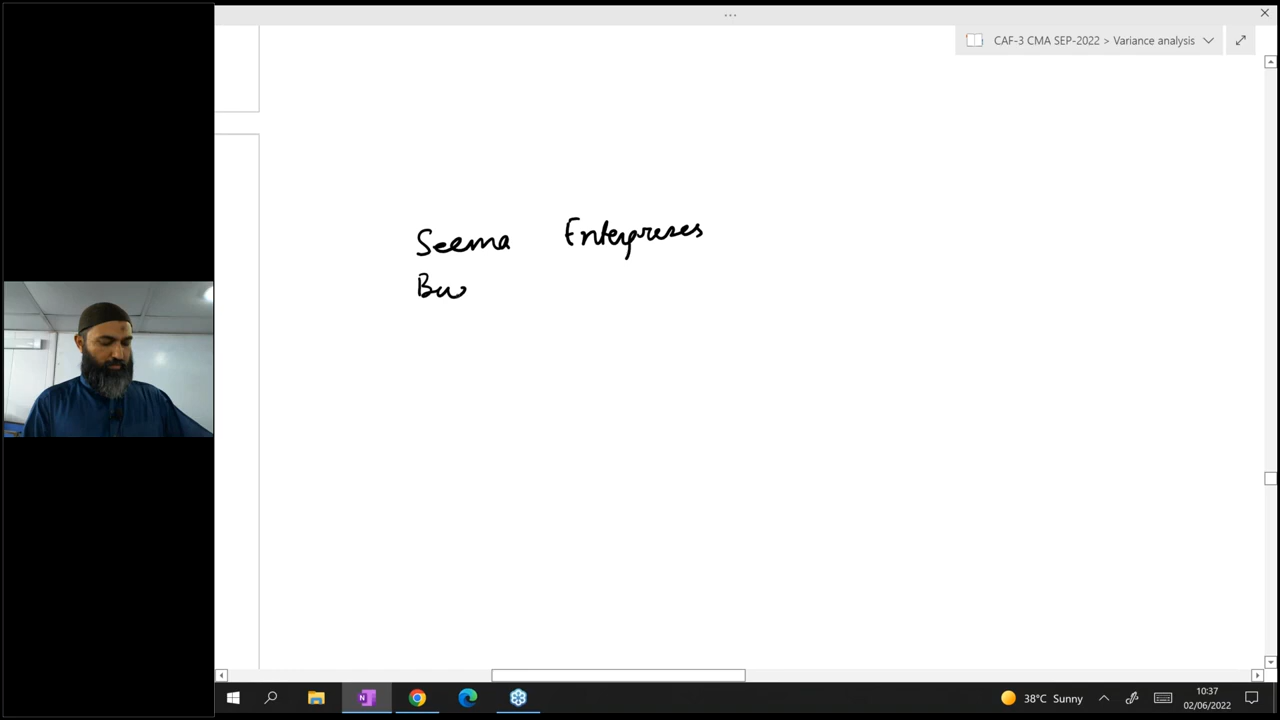 CAF-3 CMA SEP-2022 > Variance analysis
Seema Enterpreses
Bu
38°C Sunny
10:37
02/06/2022